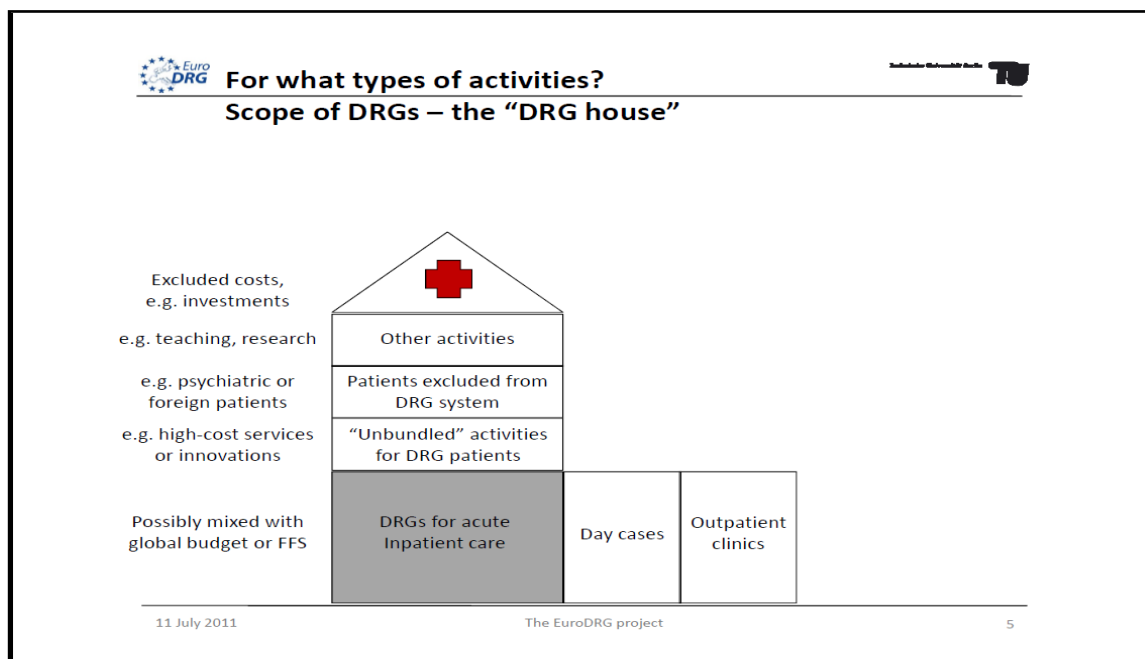 Euro
DRG
For what types of activities?
Scope of DRGs – the “DRG house”
Excluded costs,
e.g. investments
e.g. teaching, research
Other activities
e.g. psychiatric or
foreign patients
Patients excluded from
DRG system
e.g. high-cost services
or innovations
“Unbundled” activities
for DRG patients
Possibly mixed with
global budget or FFS
DRGs for acute
Inpatient care
Day cases
Outpatient
clinics
11 July 2011
The EuroDRG project
5